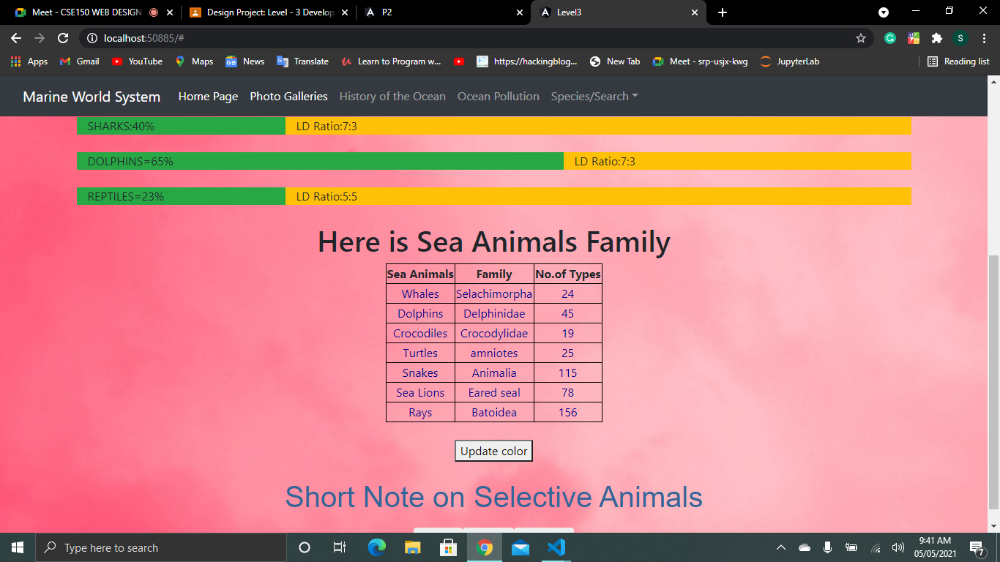 Meet - CSE150 WEB DESIGN
Design Project: Level - 3 Develop
P2
Level3
localhost:50885/#
Apps
Gmail
YouTube
Maps
News
Translate
Learn to Program w...
https://hackingblog...
New Tab
Meet - srp-usjx-kwg
JupyterLab
Reading list
Marine World System Home Page Photo Galleries History of the Ocean Ocean Pollution Species/Search
SHARKS:40% LD Ratio:7:3
DOLPHINS=65% LD Ratio:7:3
REPTILES=23% LD Ratio:5:5
Here is Sea Animals Family
Sea Animals Family No.of Types
Whales Selachimorpha 24
Dolphins Delphinidae 45
Crocodiles Crocodylidae 19
Turtles amniotes 25
Snakes Animalia 115
Sea Lions Eared seal 78
Rays Batoidea 156
Update color
Short Note on Selective Animals
Type here to search
9:41 AM
05/05/2021
7